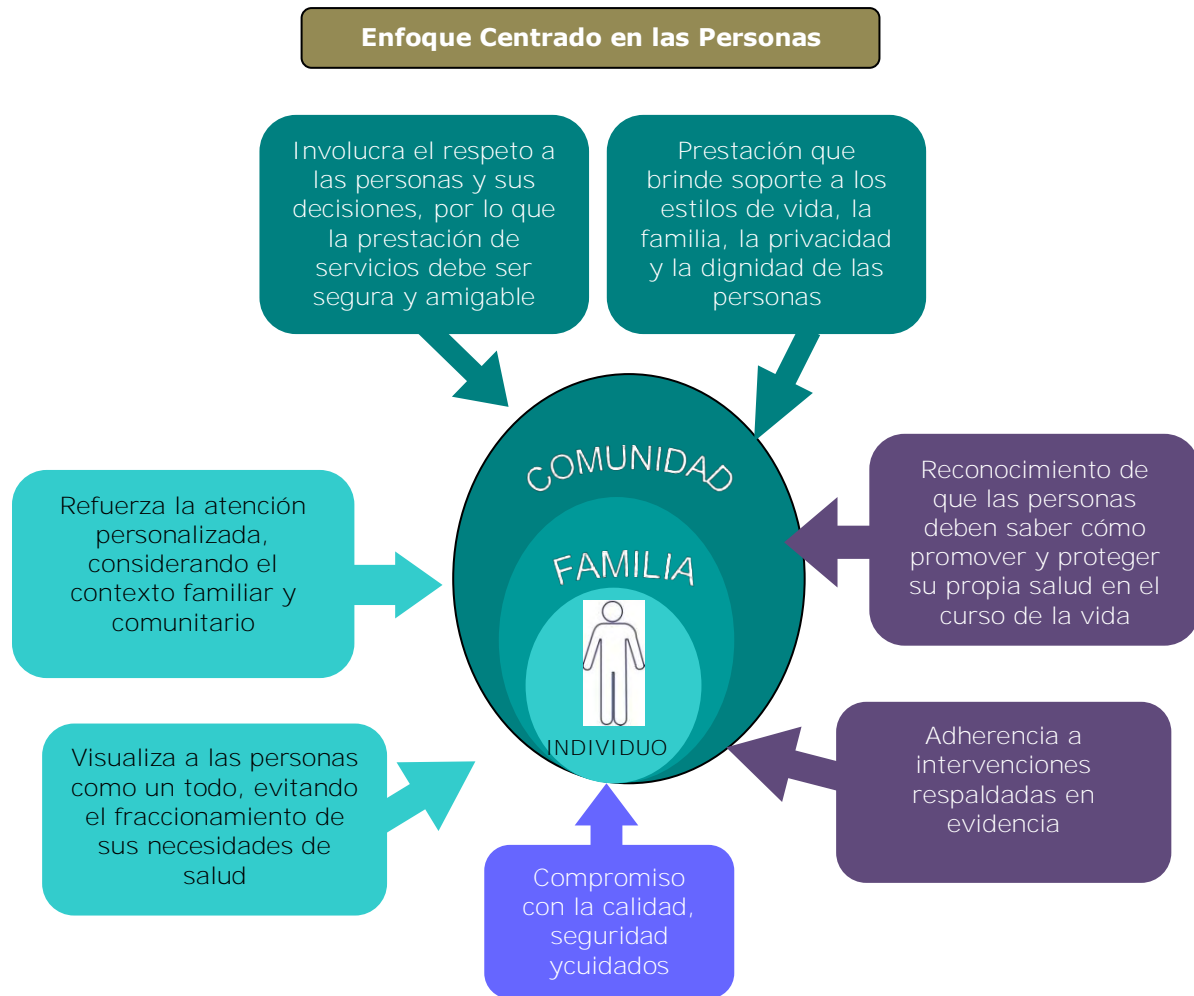 Enfoque Centrado en las Personas
Involucra el respeto a
las personas y sus
decisiones, por lo que
la prestación de
servicios debe ser
segura y amigable
Prestación que
brinde soporte a los
estilos de vida, la
familia, la privacidad
y la dignidad de las
personas
COMUNIDAD
FAMILIA
INDIVIDUO
Refuerza la atención
personalizada,
considerando el
contexto familiar y
comunitario
Reconocimiento de
que las personas
deben saber cómo
promover y proteger
su propia salud en el
curso de la vida
Visualiza a las personas
como un todo, evitando
el fraccionamiento de
sus necesidades de
salud
Adherencia a
intervenciones
respaldadas en
evidencia
Compromiso
con la calidad,
seguridad
ycuidados